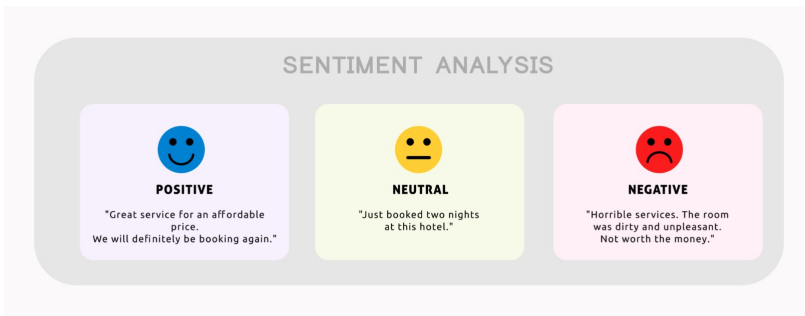 SENTIMENT ANALYSIS
POSITIVE
"Great service for an affordable
price.
We will definitely be booking again."
NEUTRAL
"Just booked two nights
at this hotel."
NEGATIVE
"Horrible services. The room
was dirty and unpleasant.
Not worth the money."